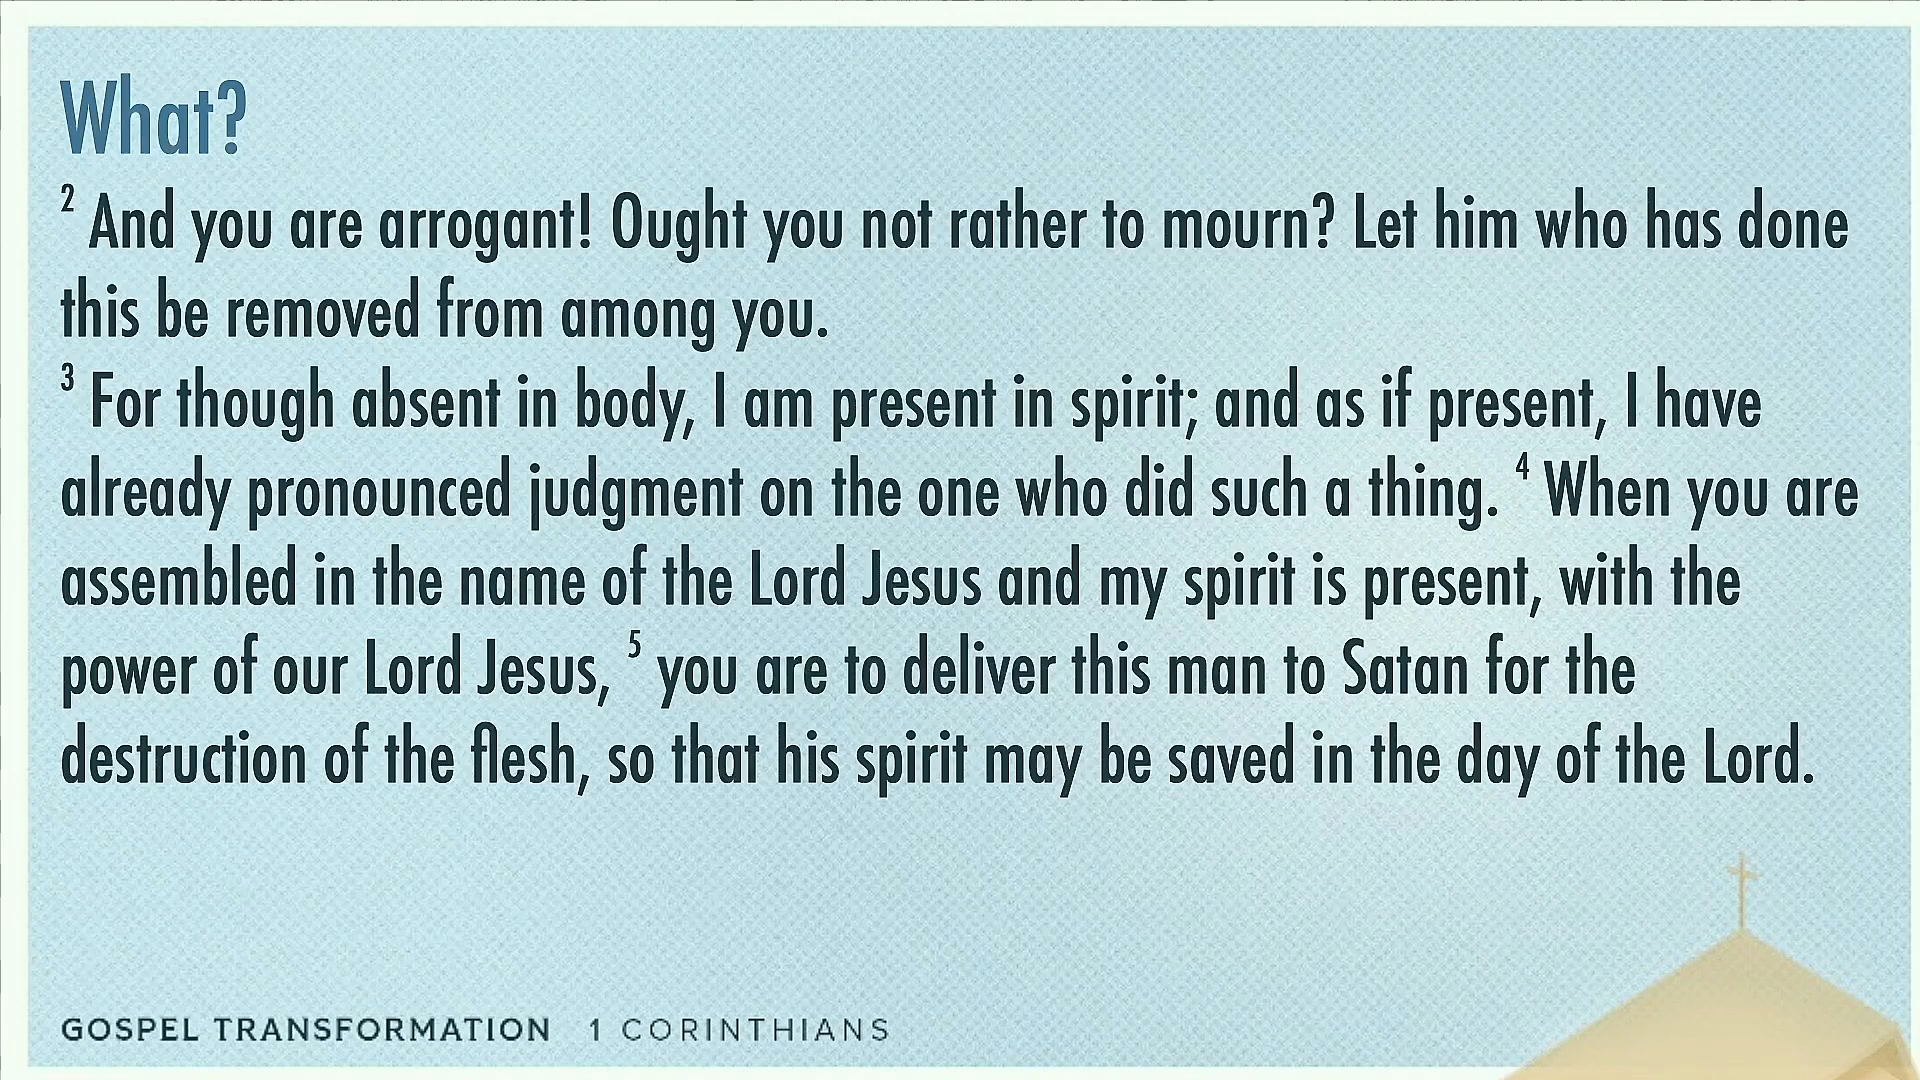 What?
2 And you are arrogant! Ought you not rather to mourn? Let him who has done
this be removed from among you.
3 For though absent in body, I am present in spirit; and as if present, I have
already pronounced judgment on the one who did such a thing. 4 When you are
assembled in the name of the Lord Jesus and my spirit is present, with the
power of our Lord Jesus, 5 you are to deliver this man to Satan for the
destruction of the flesh, so that his spirit may be saved in the day of the Lord.
GOSPEL TRANSFORMATION 1 CORINTHIANS